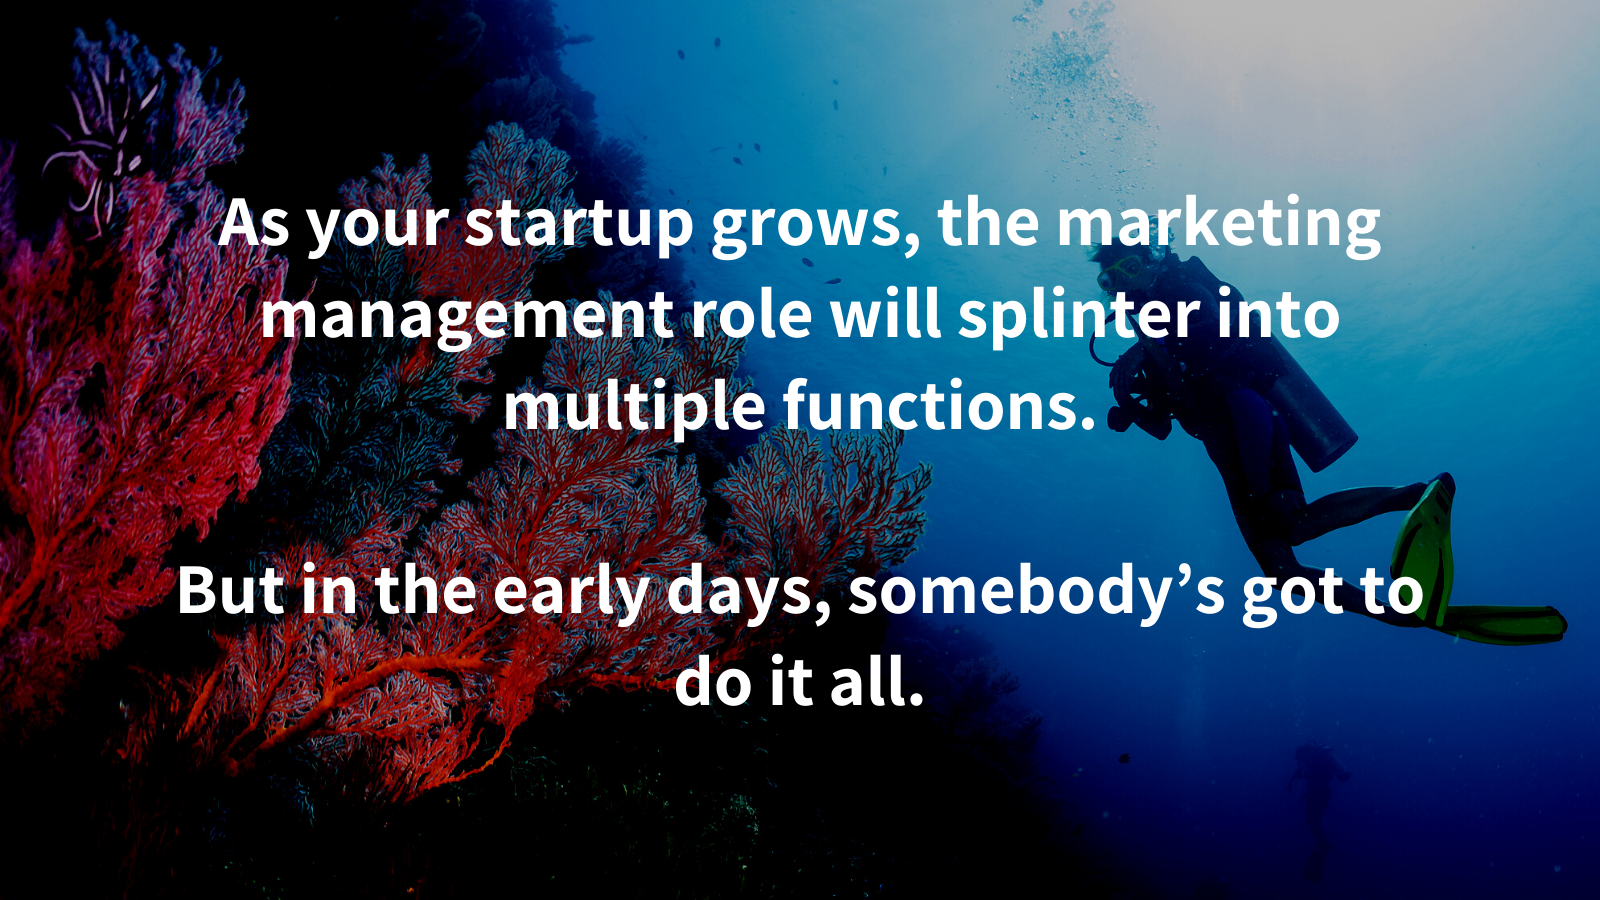 As your startup grows, the marketing
management role will splinter into
multiple functions.
But in the early days, somebody’s got to
do it all.